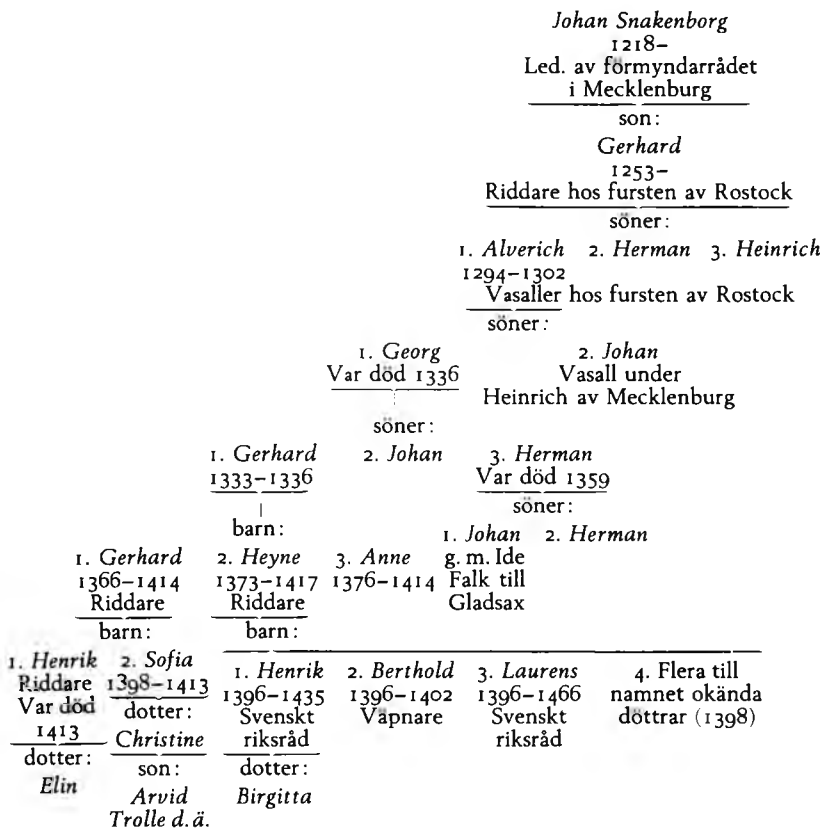 Johan Snakenborg
1218–
Led. av förmyndarrådet
i Mecklenburg
son:
Gerhard
1253–
Riddare hos fursten av Rostock
söner:
1. Alverich 2. Herman 3. Heinrich
1294–1302
Vasaller hos fursten av Rostock
söner:
1. Georg 2. Johan
Var död 1336 Vasall under
Heinrich av Mecklenburg
söner:
1. Gerhard 2. Johan 3. Herman
1333–1336 Var död 1359
söner:
barn:
1. Johan 2. Herman
1. Gerhard 2. Heyne 3. Anne g. m. Ide
1366–1414 1373–1417 1376–1414 Falk till
Riddare Riddare Gladsax
barn: barn:
1. Henrik 2. Sofia 1. Henrik 2. Berthold 3. Laurens 4. Flera till
Riddare 1398–1413 1396–1435 1396–1402 1396–1466 namnet okända
Var död dotter: Svenskt Väpnare Svenskt döttrar (1398)
1413 Christine riksråd riksråd
dotter: son: dotter:
Elin Arvid Birgitta
Trolle d. ä.